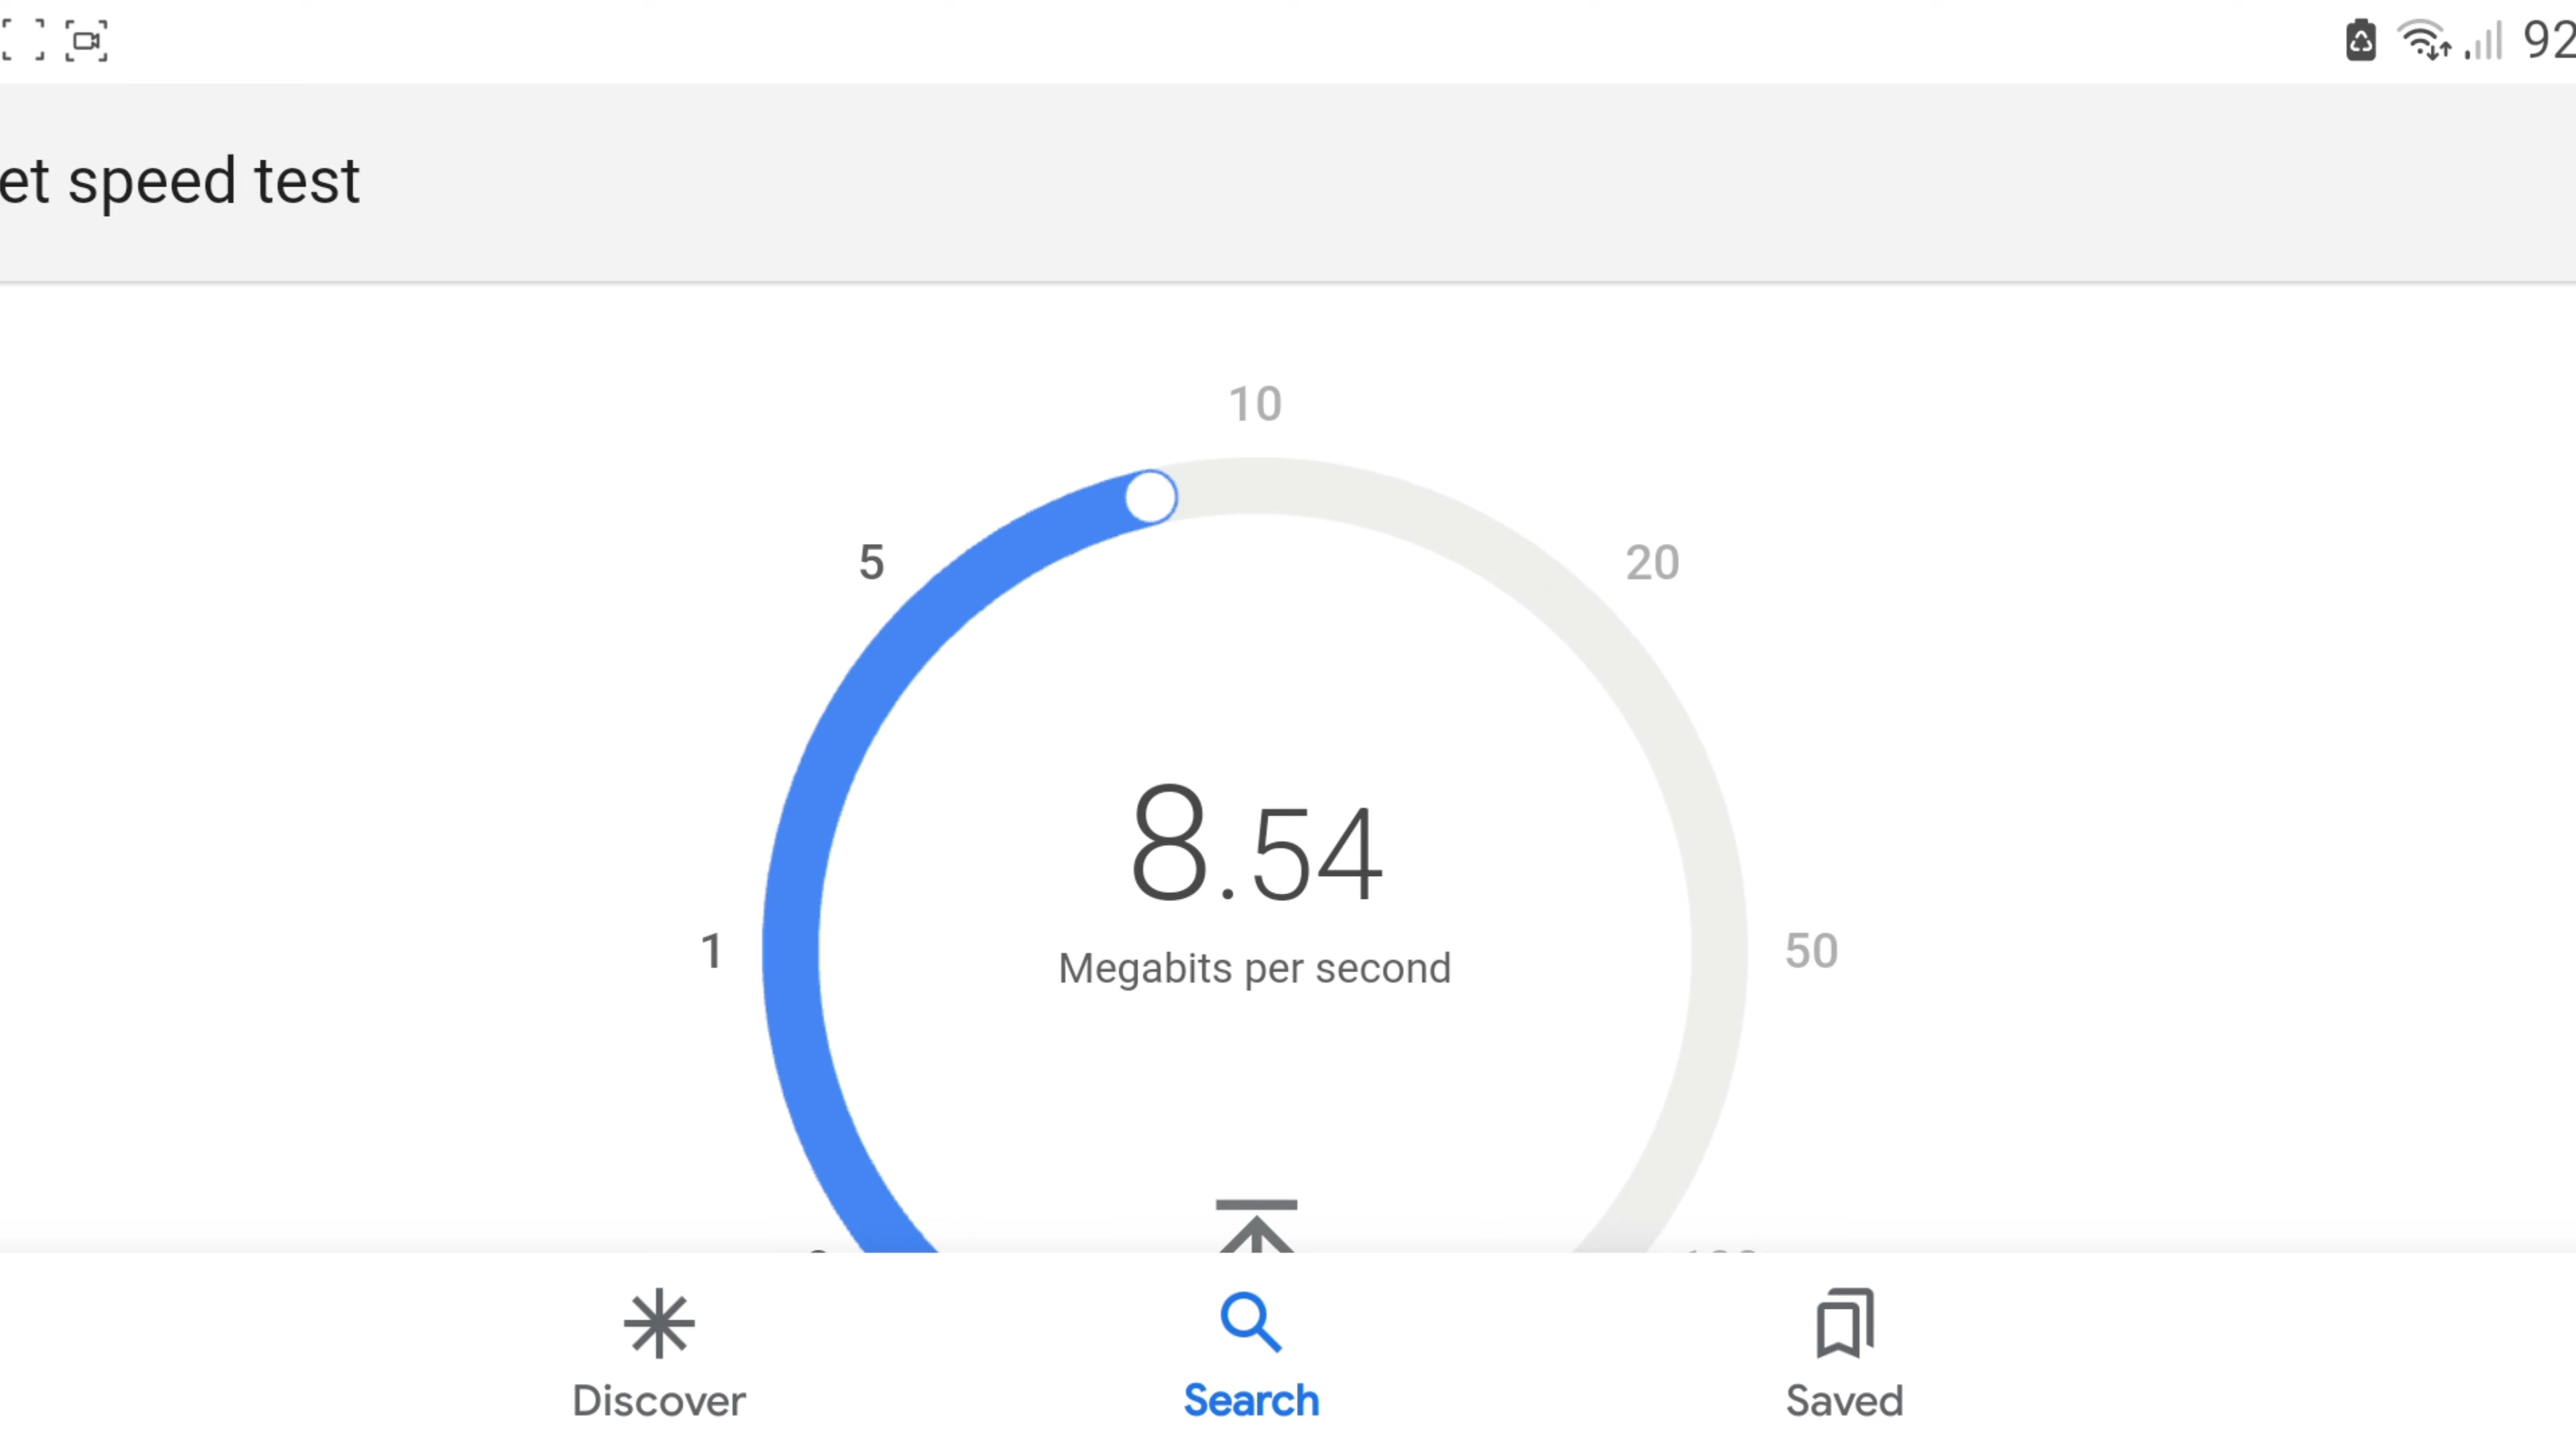 92
et speed test
10
5
20
8.54
1
50
Megabits per second
Discover
Search
Saved